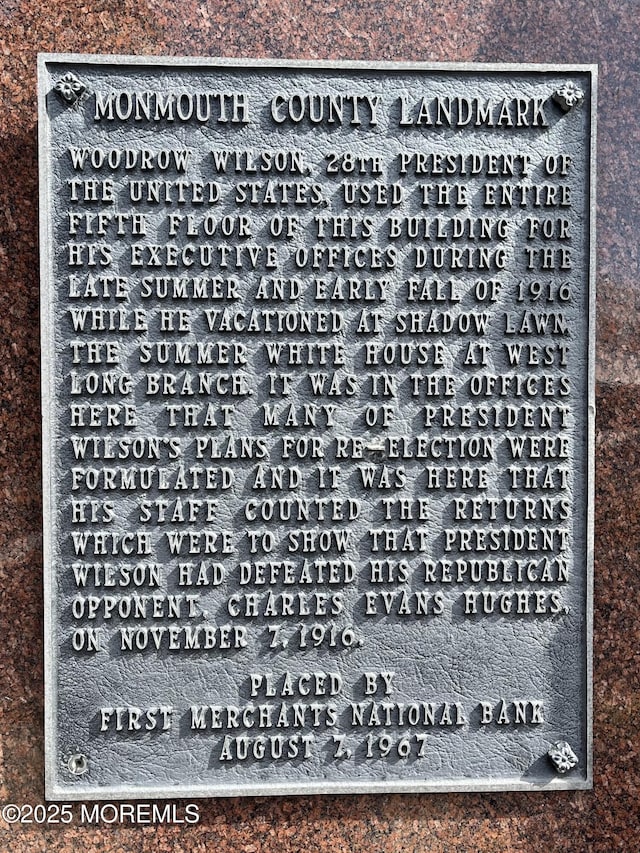 MONMOUTH COUNTY LANDMARK
WOODROW WILSON, 28TH PRESIDENT OF
THE UNITED STATES, USED THE ENTIRE
FIFTH FLOOR OF THIS BUILDING FOR
HIS EXECUTIVE OFFICES DURING THE
LATE SUMMER AND EARLY FALL OF 1916
WHILE HE VACATIONED AT SHADOW LAWN,
THE SUMMER WHITE HOUSE AT WEST
LONG BRANCH. IT WAS IN THE OFFICES
HERE THAT MANY OF PRESIDENT
WILSON'S PLANS FOR RE-ELECTION WERE
FORMULATED AND IT WAS HERE THAT
HIS STAFF COUNTED THE RETURNS
WHICH WERE TO SHOW THAT PRESIDENT
WILSON HAD DEFEATED HIS REPUBLICAN
OPPONENT, CHARLES EVANS HUGHES,
ON NOVEMBER 7, 1916.
PLACED BY
FIRST MERCHANTS NATIONAL BANK
AUGUST 7, 1967
©2025 MOREMLS